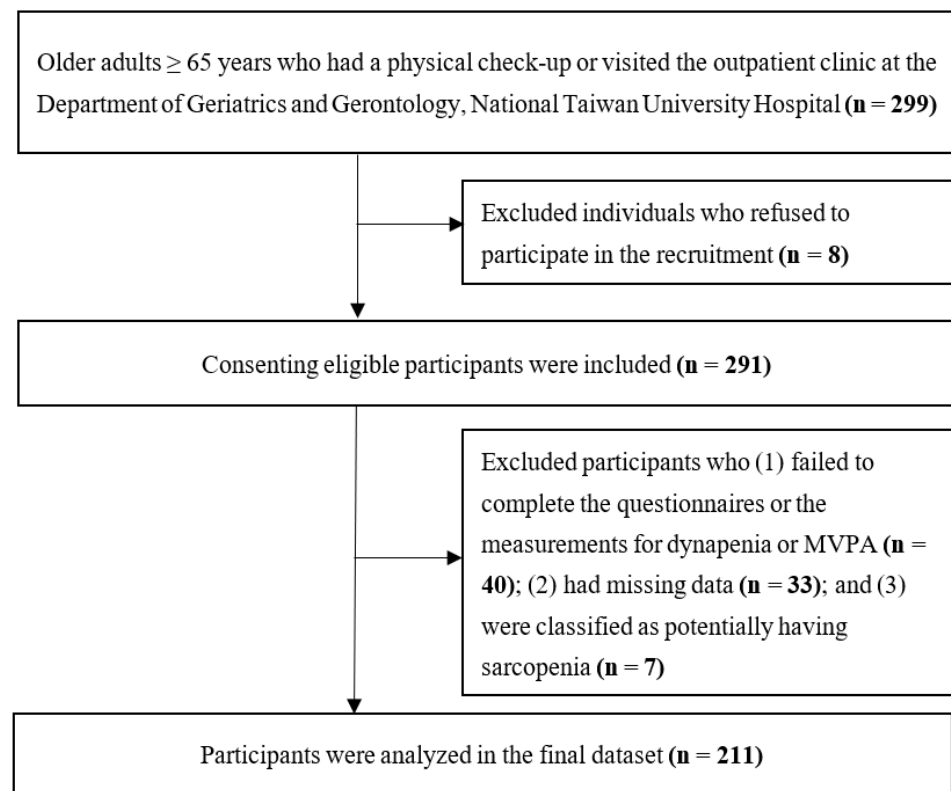 Older adults ≥ 65 years who had a physical check-up or visited the outpatient clinic at the
Department of Geriatrics and Gerontology, National Taiwan University Hospital (n = 299)
Excluded individuals who refused to
participate in the recruitment (n = 8)
Consenting eligible participants were included (n = 291)
Excluded participants who (1) failed to
complete the questionnaires or the
measurements for dynapenia or MVPA (n =
40); (2) had missing data (n = 33); and (3)
were classified as potentially having
sarcopenia (n = 7)
Participants were analyzed in the final dataset (n = 211)